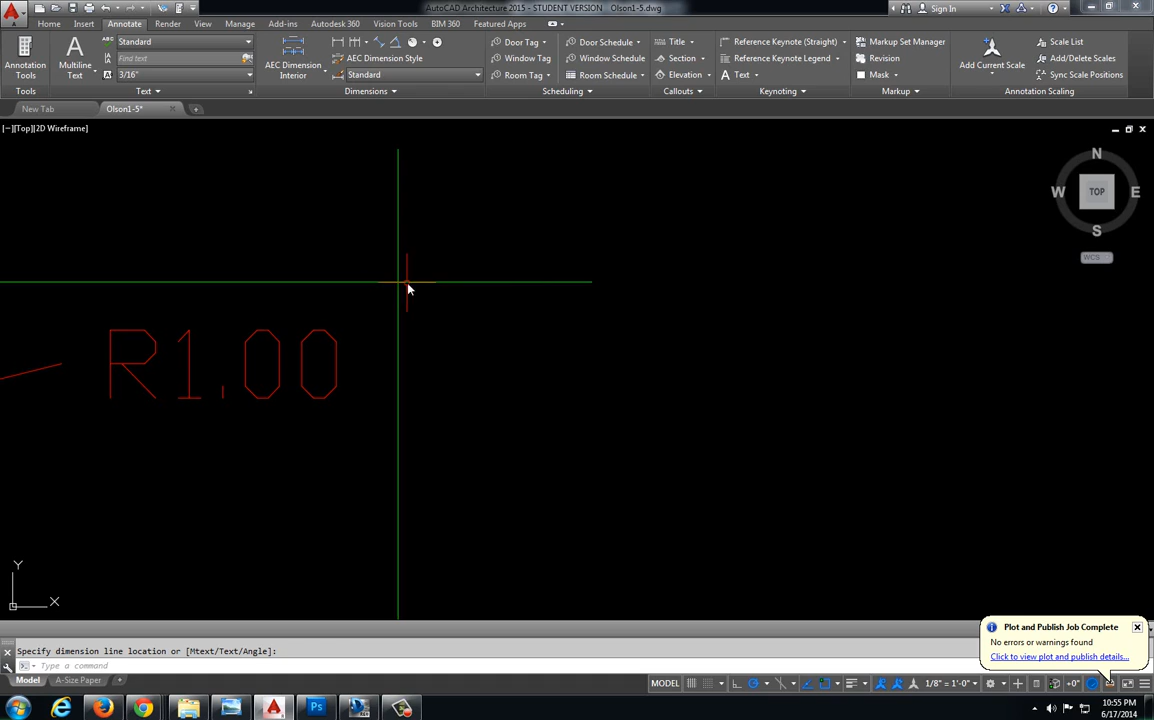 AutoCAD Architecture 2015 - STUDENT VERSION Olson1-5.dwg
Sign In
Home Insert Annotate Render View Manage Add-ins Autodesk 360 Vision Tools BIM 360 Featured Apps
Annotation Tools
Multiline Text
Standard
Find text
3/16"
AEC Dimension Interior
AEC Dimension Style
Standard
Door Tag
Window Tag
Room Tag
Door Schedule
Window Schedule
Room Schedule
Title
Section
Elevation
Reference Keynote (Straight)
Reference Keynote Legend
Text
Markup Set Manager
Revision
Mask
Add Current Scale
Scale List
Add/Delete Scales
Sync Scale Positions
Tools Text Dimensions Scheduling Callouts Keynoting Markup Annotation Scaling
New Tab Olson1-5*
[−][Top][2D Wireframe]
N
W TOP E
S
WCS
R1.00
Y
X
Plot and Publish Job Complete
No errors or warnings found
Click to view plot and publish details...
Specify dimension line location or [Mtext/Text/Angle]:
Type a command
Model A-Size Paper
MODEL 1/8" = 1'-0" +0"
10:55 PM
6/17/2014